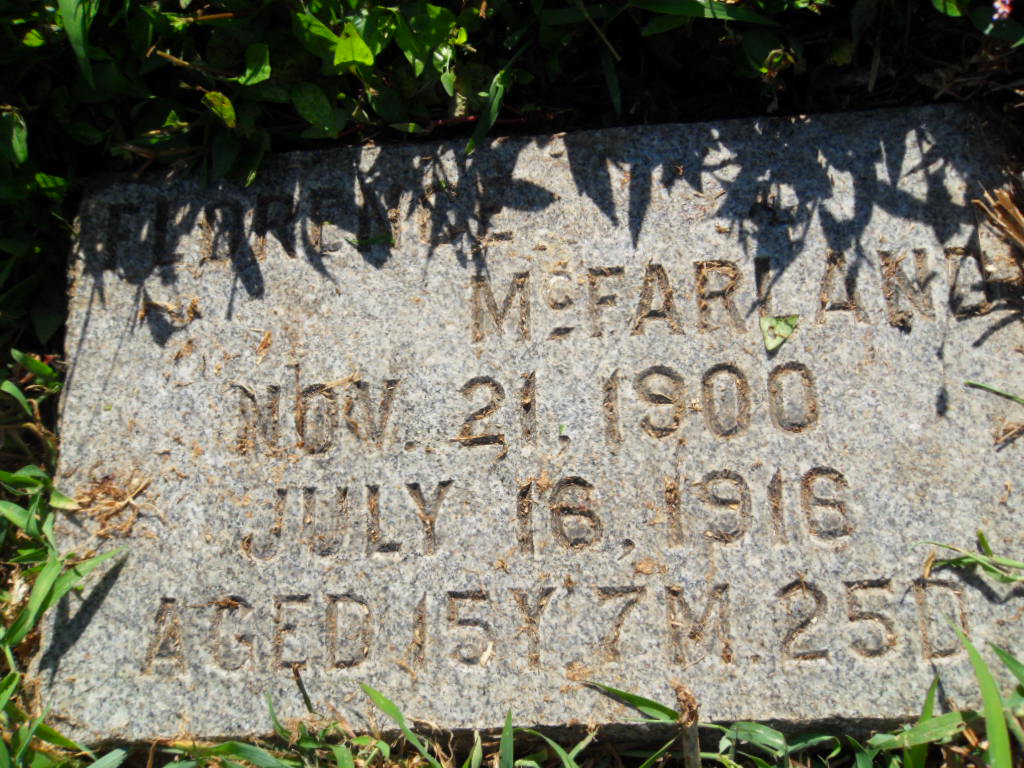 FLORENCE
McFARLAND
NOV. 21, 1900
JULY 16, 1916
AGED 15Y. 7M. 25D